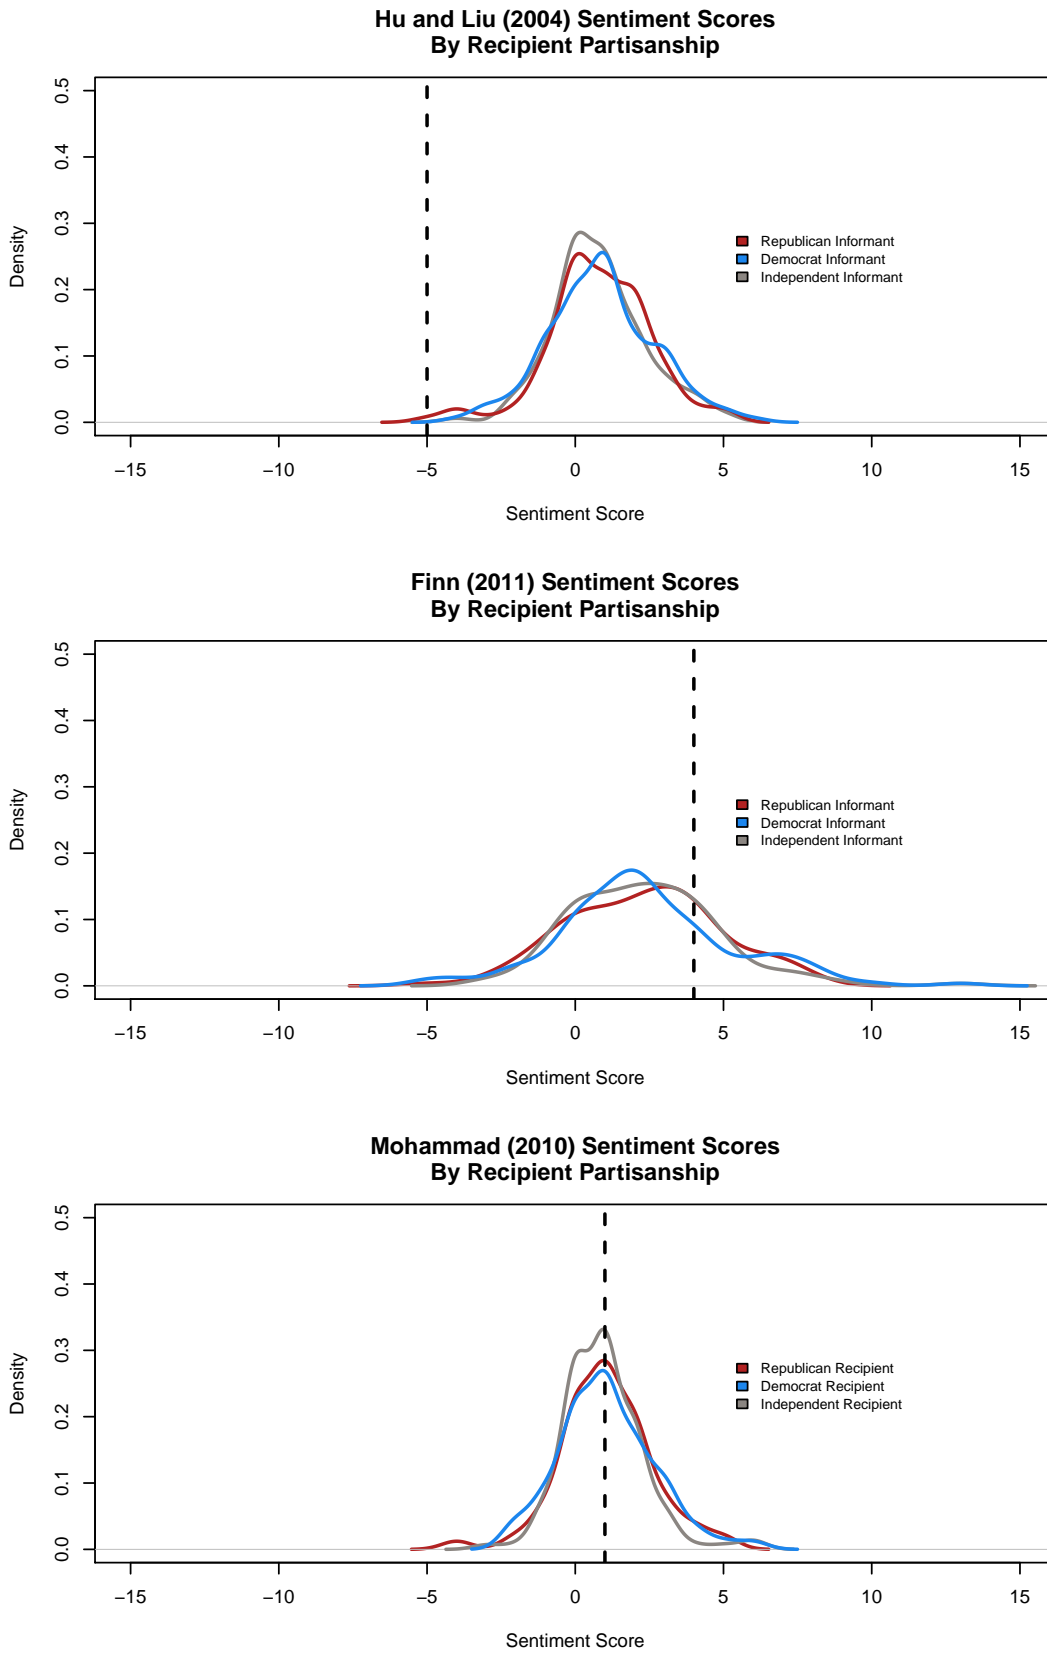 Hu and Liu (2004) Sentiment Scores
By Recipient Partisanship
0.5
0.4
0.3
0.2
0.1
0.0
Density
Republican Informant
Democrat Informant
Independent Informant
−15 −10 −5 0 5 10 15
Sentiment Score
Finn (2011) Sentiment Scores
By Recipient Partisanship
0.5
0.4
0.3
0.2
0.1
0.0
Density
Republican Informant
Democrat Informant
Independent Informant
−15 −10 −5 0 5 10 15
Sentiment Score
Mohammad (2010) Sentiment Scores
By Recipient Partisanship
0.5
0.4
0.3
0.2
0.1
0.0
Density
Republican Recipient
Democrat Recipient
Independent Recipient
−15 −10 −5 0 5 10 15
Sentiment Score